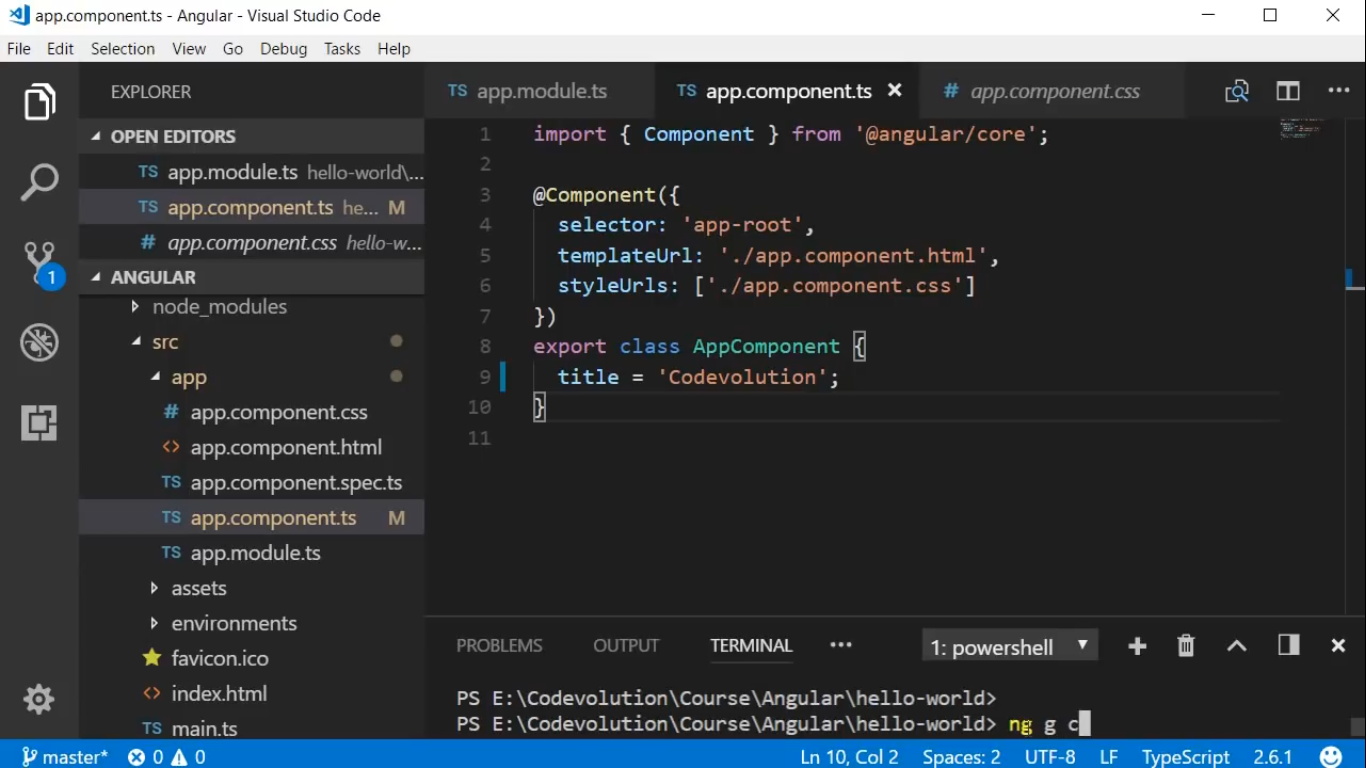 app.component.ts - Angular - Visual Studio Code
File Edit Selection View Go Debug Tasks Help
EXPLORER
OPEN EDITORS
TS app.module.ts hello-world\...
TS app.component.ts he... M
# app.component.css hello-w...
1
ANGULAR
node_modules
src
app
# app.component.css
<> app.component.html
TS app.component.spec.ts
TS app.component.ts M
TS app.module.ts
assets
environments
favicon.ico
<> index.html
TS main.ts
TS app.module.ts TS app.component.ts # app.component.css
1 import { Component } from '@angular/core';
2
3 @Component({
4 selector: 'app-root',
5 templateUrl: './app.component.html',
6 styleUrls: ['./app.component.css']
7 })
8 export class AppComponent {
9 title = 'Codevolution';
10 }
11
PROBLEMS OUTPUT TERMINAL ... 1: powershell
PS E:\Codevolution\Course\Angular\hello-world>
PS E:\Codevolution\Course\Angular\hello-world> ng g c
master* 0 0 Ln 10, Col 2 Spaces: 2 UTF-8 LF TypeScript 2.6.1